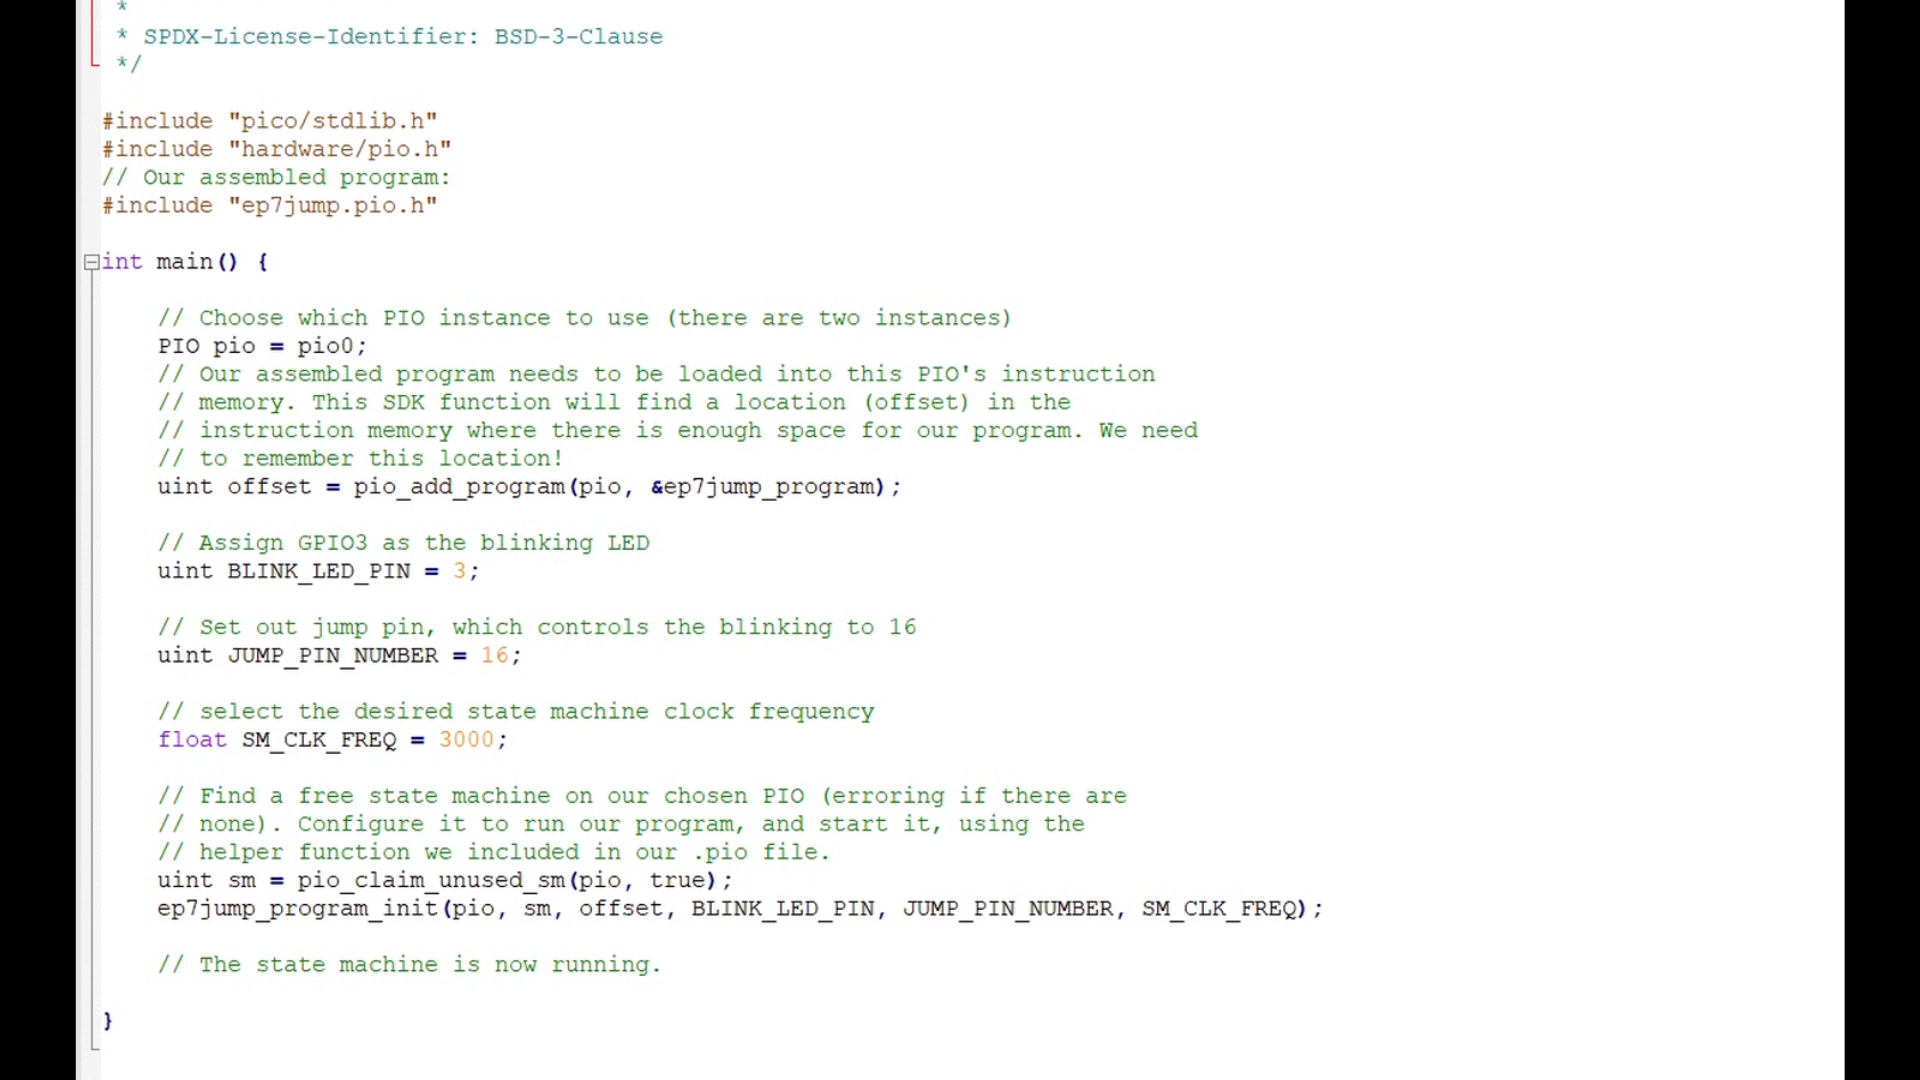 *
* SPDX-License-Identifier: BSD-3-Clause
*/
#include "pico/stdlib.h"
#include "hardware/pio.h"
// Our assembled program:
#include "ep7jump.pio.h"
int main() {
// Choose which PIO instance to use (there are two instances)
PIO pio = pio0;
// Our assembled program needs to be loaded into this PIO's instruction
// memory. This SDK function will find a location (offset) in the
// instruction memory where there is enough space for our program. We need
// to remember this location!
uint offset = pio_add_program(pio, &ep7jump_program);
// Assign GPIO3 as the blinking LED
uint BLINK_LED_PIN = 3;
// Set out jump pin, which controls the blinking to 16
uint JUMP_PIN_NUMBER = 16;
// select the desired state machine clock frequency
float SM_CLK_FREQ = 3000;
// Find a free state machine on our chosen PIO (erroring if there are
// none). Configure it to run our program, and start it, using the
// helper function we included in our .pio file.
uint sm = pio_claim_unused_sm(pio, true);
ep7jump_program_init(pio, sm, offset, BLINK_LED_PIN, JUMP_PIN_NUMBER, SM_CLK_FREQ);
// The state machine is now running.
}